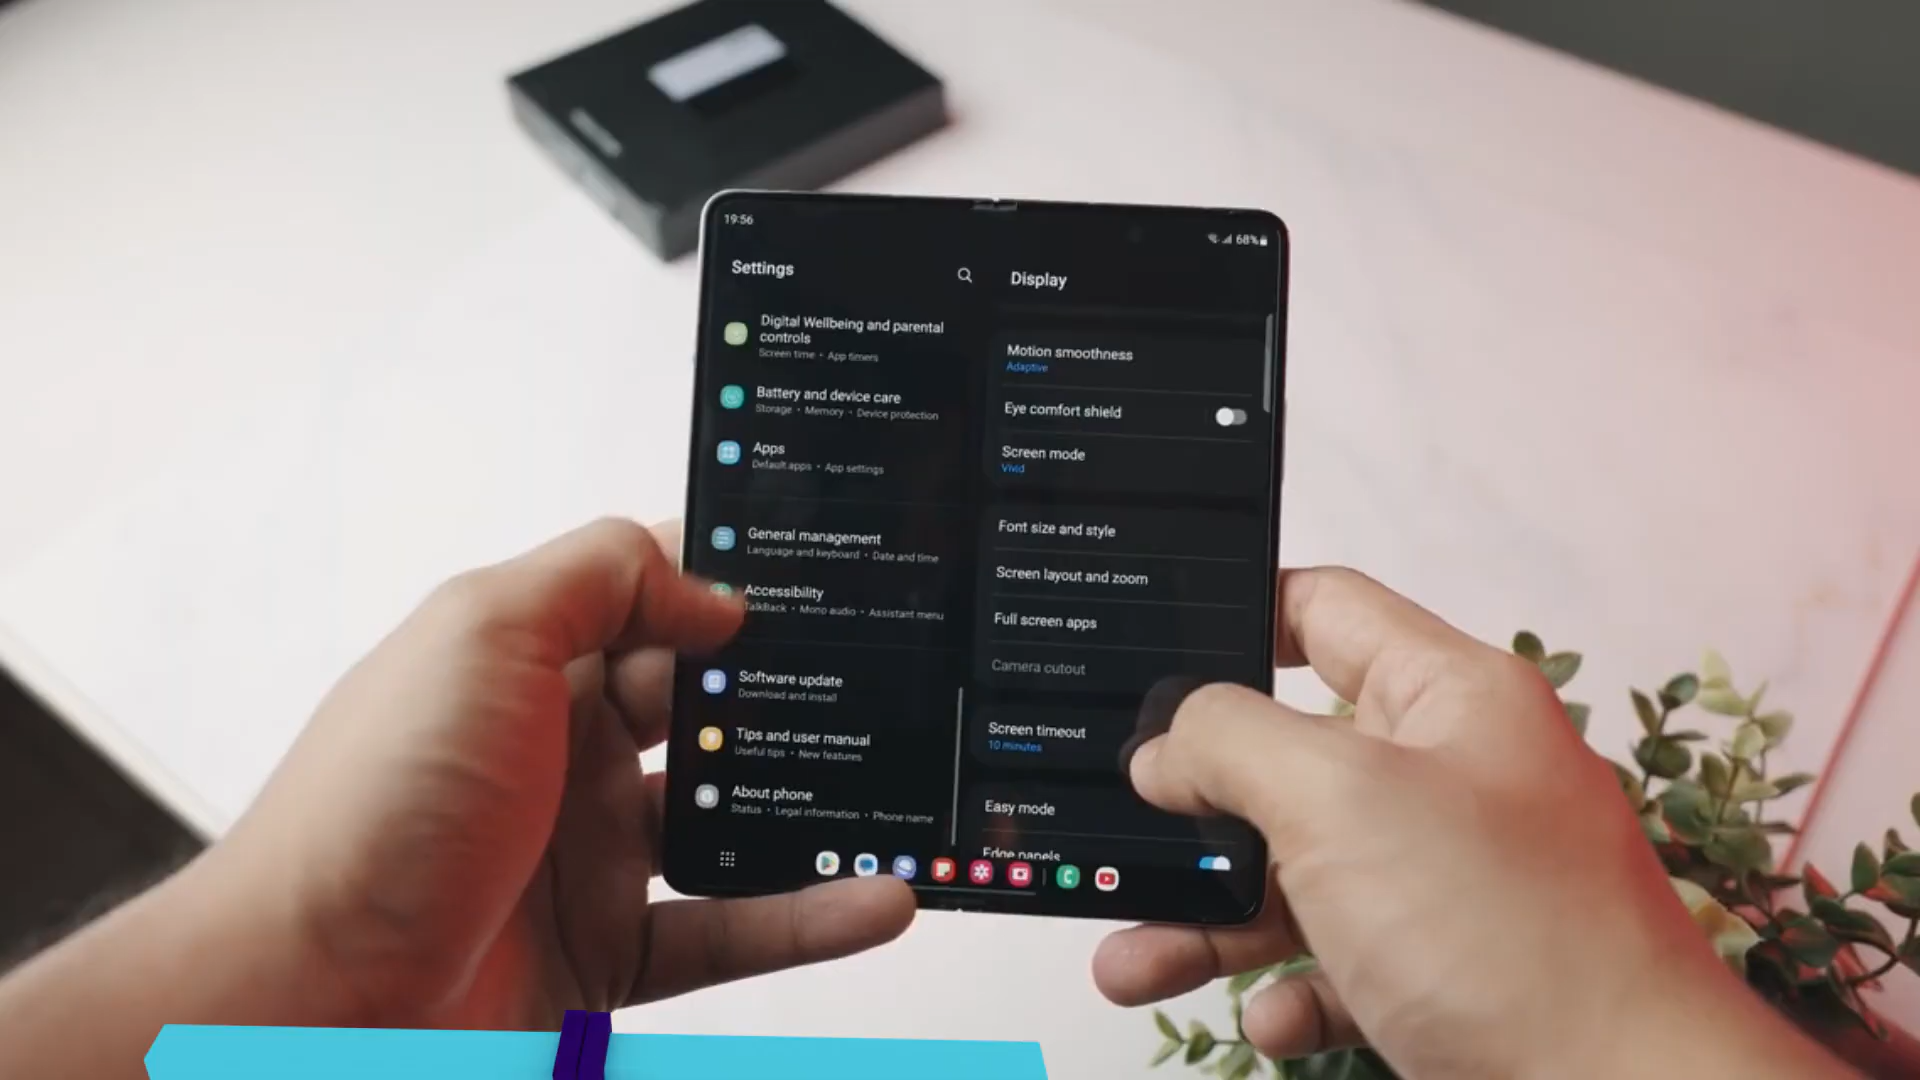 19:56
68%
Settings
Digital Wellbeing and parental
controls
Screen time • App timers
Battery and device care
Storage • Memory • Device protection
Apps
Default apps • App settings
General management
Language and keyboard • Date and time
Accessibility
TalkBack • Mono audio • Assistant menu
Software update
Download and install
Tips and user manual
Useful tips • New features
About phone
Status • Legal information • Phone name
Display
Motion smoothness
Adaptive
Eye comfort shield
Screen mode
Vivid
Font size and style
Screen layout and zoom
Full screen apps
Camera cutout
Screen timeout
10 minutes
Easy mode
Edge panels